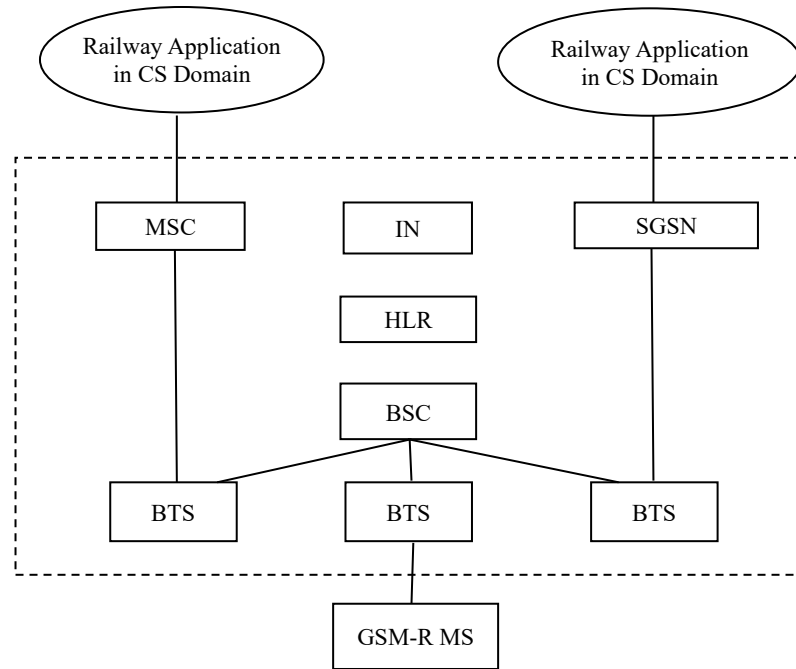 Railway Application
in CS Domain
Railway Application
in CS Domain
MSC
IN
SGSN
HLR
BSC
BTS
BTS
BTS
GSM-R MS